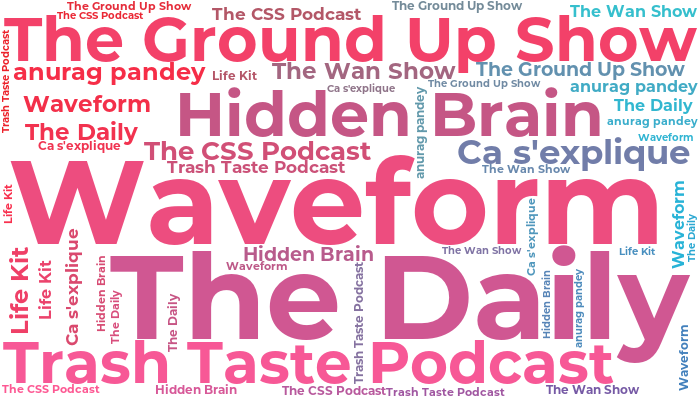 The Ground Up Show
The Ground Up Show
The CSS Podcast
The CSS Podcast
The Wan Show
The Ground Up Show
Trash Taste Podcast
anurag pandey
Life Kit
The Wan Show
The Ground Up Show
The Ground Up Show
Ca s'explique
anurag pandey
Waveform
Hidden Brain
The Daily
anurag pandey
anurag pandey
The Daily
Waveform
Ca s'explique
The CSS Podcast
Ca s'explique
Trash Taste Podcast
The Wan Show
Waveform
Life Kit
Waveform
The Daily
Ca s'explique
Hidden Brain
The Wan Show
Life Kit
Waveform
Life Kit
Life Kit
Ca s'explique
Hidden Brain
The Daily
The Daily
The Daily
Trash Taste Podcast
Hidden Brain
anurag pandey
Waveform
Trash Taste Podcast
The CSS Podcast
Hidden Brain
The CSS Podcast
Trash Taste Podcast
The Wan Show